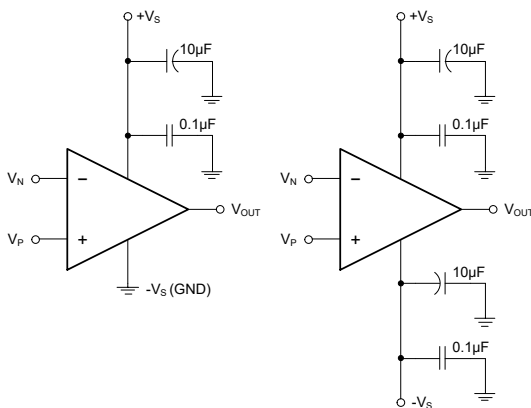 +VS
10µF
0.1µF
VN
−
VOUT
VP
+
-VS (GND)
+VS
10µF
0.1µF
VN
−
VOUT
VP
+
10µF
0.1µF
-VS